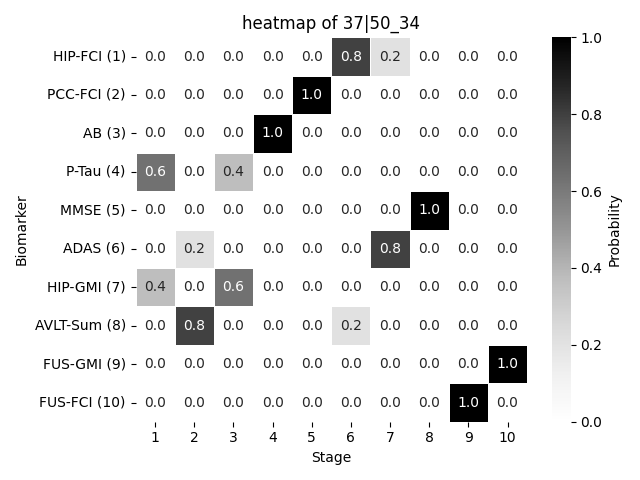 heatmap of 37|50_34
Biomarker
HIP-FCI (1) 0.0 0.0 0.0 0.0 0.0 0.8 0.2 0.0 0.0 0.0
PCC-FCI (2) 0.0 0.0 0.0 0.0 1.0 0.0 0.0 0.0 0.0 0.0
AB (3) 0.0 0.0 0.0 1.0 0.0 0.0 0.0 0.0 0.0 0.0
P-Tau (4) 0.6 0.0 0.4 0.0 0.0 0.0 0.0 0.0 0.0 0.0
MMSE (5) 0.0 0.0 0.0 0.0 0.0 0.0 0.0 1.0 0.0 0.0
ADAS (6) 0.0 0.2 0.0 0.0 0.0 0.0 0.8 0.0 0.0 0.0
HIP-GMI (7) 0.4 0.0 0.6 0.0 0.0 0.0 0.0 0.0 0.0 0.0
AVLT-Sum (8) 0.0 0.8 0.0 0.0 0.0 0.2 0.0 0.0 0.0 0.0
FUS-GMI (9) 0.0 0.0 0.0 0.0 0.0 0.0 0.0 0.0 0.0 1.0
FUS-FCI (10) 0.0 0.0 0.0 0.0 0.0 0.0 0.0 0.0 1.0 0.0
1 2 3 4 5 6 7 8 9 10
Stage
1.0
0.8
0.6
0.4
0.2
0.0
Probability